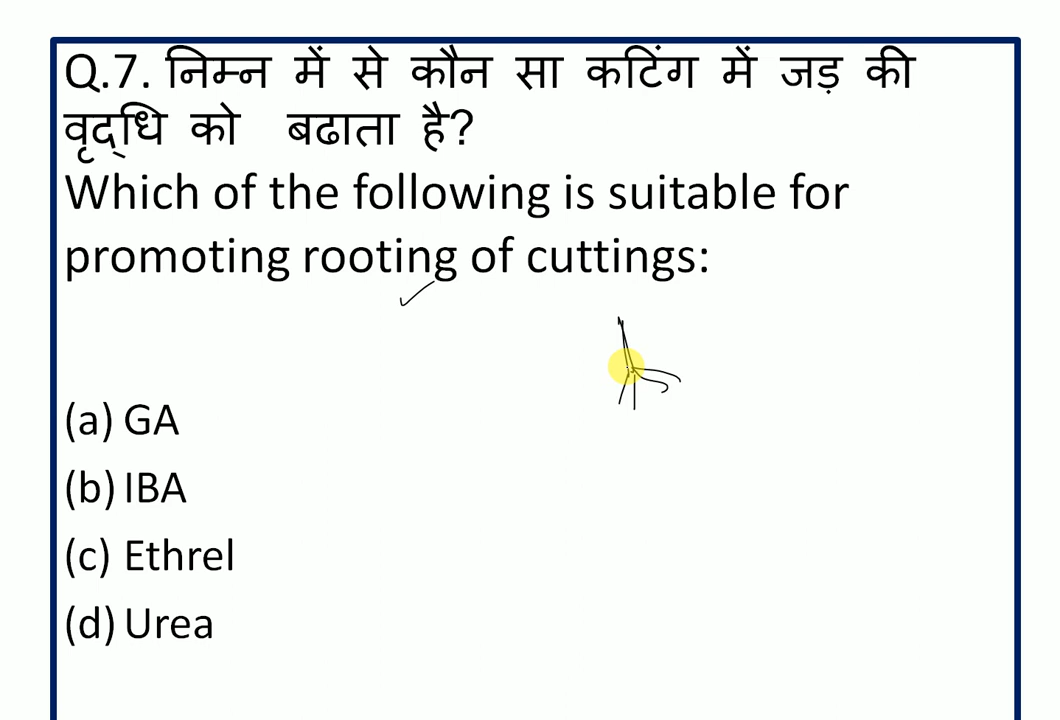 Q.7. निम्न में से कौन सा कटिंग में जड़ की
वृद्धि को बढाता है?
Which of the following is suitable for
promoting rooting of cuttings:
(a) GA
(b) IBA
(c) Ethrel
(d) Urea